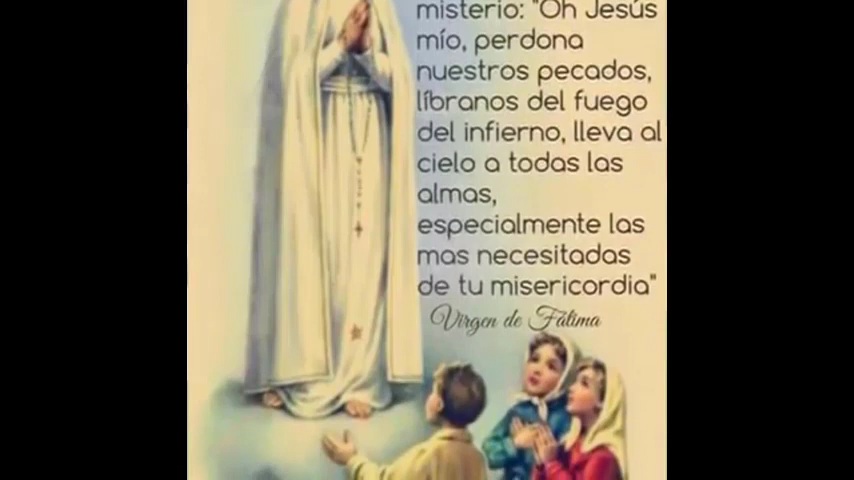 misterio: "Oh Jesús
mío, perdona
nuestros pecados,
líbranos del fuego
del infierno, lleva al
cielo a todas las
almas,
especialmente las
mas necesitadas
de tu misericordia"
Virgen de Fátima